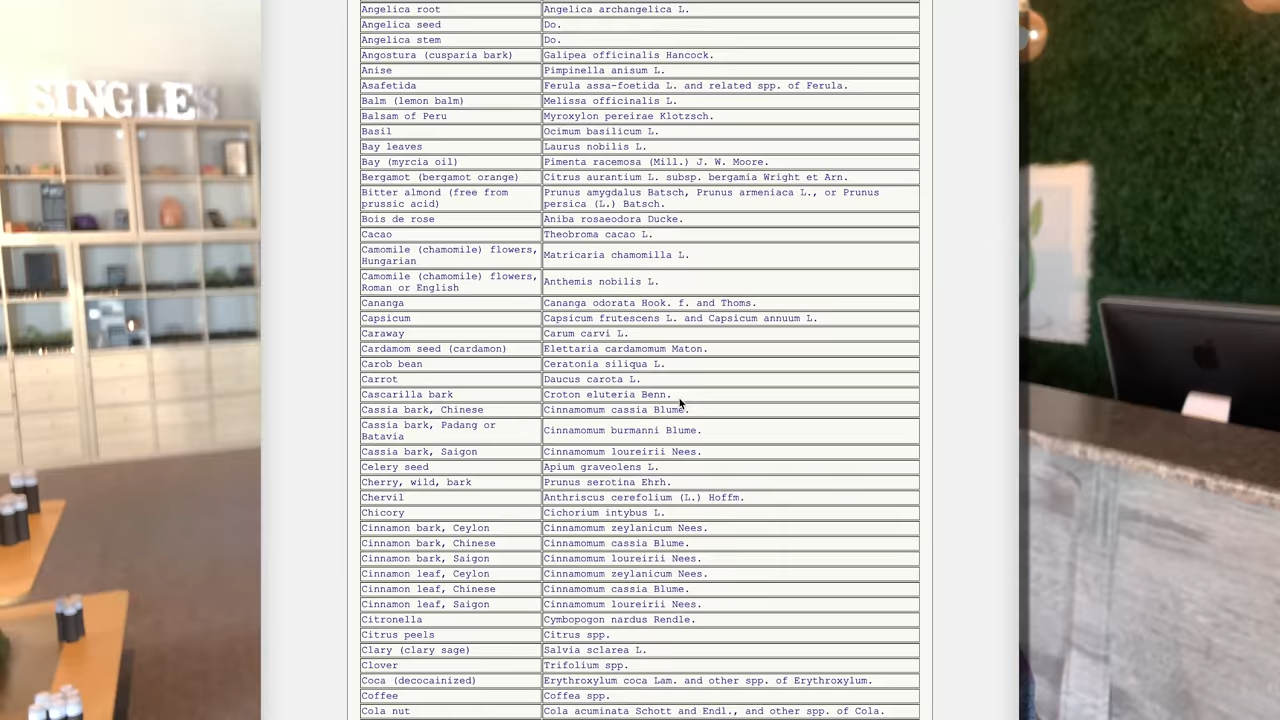 SINGLES
Angelica root Angelica archangelica L.
Angelica seed Do.
Angelica stem Do.
Angostura (cusparia bark) Galipea officinalis Hancock.
Anise Pimpinella anisum L.
Asafetida Ferula assa-foetida L. and related spp. of Ferula.
Balm (lemon balm) Melissa officinalis L.
Balsam of Peru Myroxylon pereirae Klotzsch.
Basil Ocimum basilicum L.
Bay leaves Laurus nobilis L.
Bay (myrcia oil) Pimenta racemosa (Mill.) J. W. Moore.
Bergamot (bergamot orange) Citrus aurantium L. subsp. bergamia Wright et Arn.
Bitter almond (free from
prussic acid)
Prunus amygdalus Batsch, Prunus armeniaca L., or Prunus
persica (L.) Batsch.
Bois de rose Aniba rosaeodora Ducke.
Cacao Theobroma cacao L.
Camomile (chamomile) flowers,
Hungarian
Matricaria chamomilla L.
Camomile (chamomile) flowers,
Roman or English
Anthemis nobilis L.
Cananga Cananga odorata Hook. f. and Thoms.
Capsicum Capsicum frutescens L. and Capsicum annuum L.
Caraway Carum carvi L.
Cardamom seed (cardamon) Elettaria cardamomum Maton.
Carob bean Ceratonia siliqua L.
Carrot Daucus carota L.
Cascarilla bark Croton eluteria Benn.
Cassia bark, Chinese Cinnamomum cassia Blume.
Cassia bark, Padang or
Batavia
Cinnamomum burmanni Blume.
Cassia bark, Saigon Cinnamomum loureirii Nees.
Celery seed Apium graveolens L.
Cherry, wild, bark Prunus serotina Ehrh.
Chervil Anthriscus cerefolium (L.) Hoffm.
Chicory Cichorium intybus L.
Cinnamon bark, Ceylon Cinnamomum zeylanicum Nees.
Cinnamon bark, Chinese Cinnamomum cassia Blume.
Cinnamon bark, Saigon Cinnamomum loureirii Nees.
Cinnamon leaf, Ceylon Cinnamomum zeylanicum Nees.
Cinnamon leaf, Chinese Cinnamomum cassia Blume.
Cinnamon leaf, Saigon Cinnamomum loureirii Nees.
Citronella Cymbopogon nardus Rendle.
Citrus peels Citrus spp.
Clary (clary sage) Salvia sclarea L.
Clover Trifolium spp.
Coca (decocainized) Erythroxylum coca Lam. and other spp. of Erythroxylum.
Coffee Coffea spp.
Cola nut Cola acuminata Schott and Endl., and other spp. of Cola.